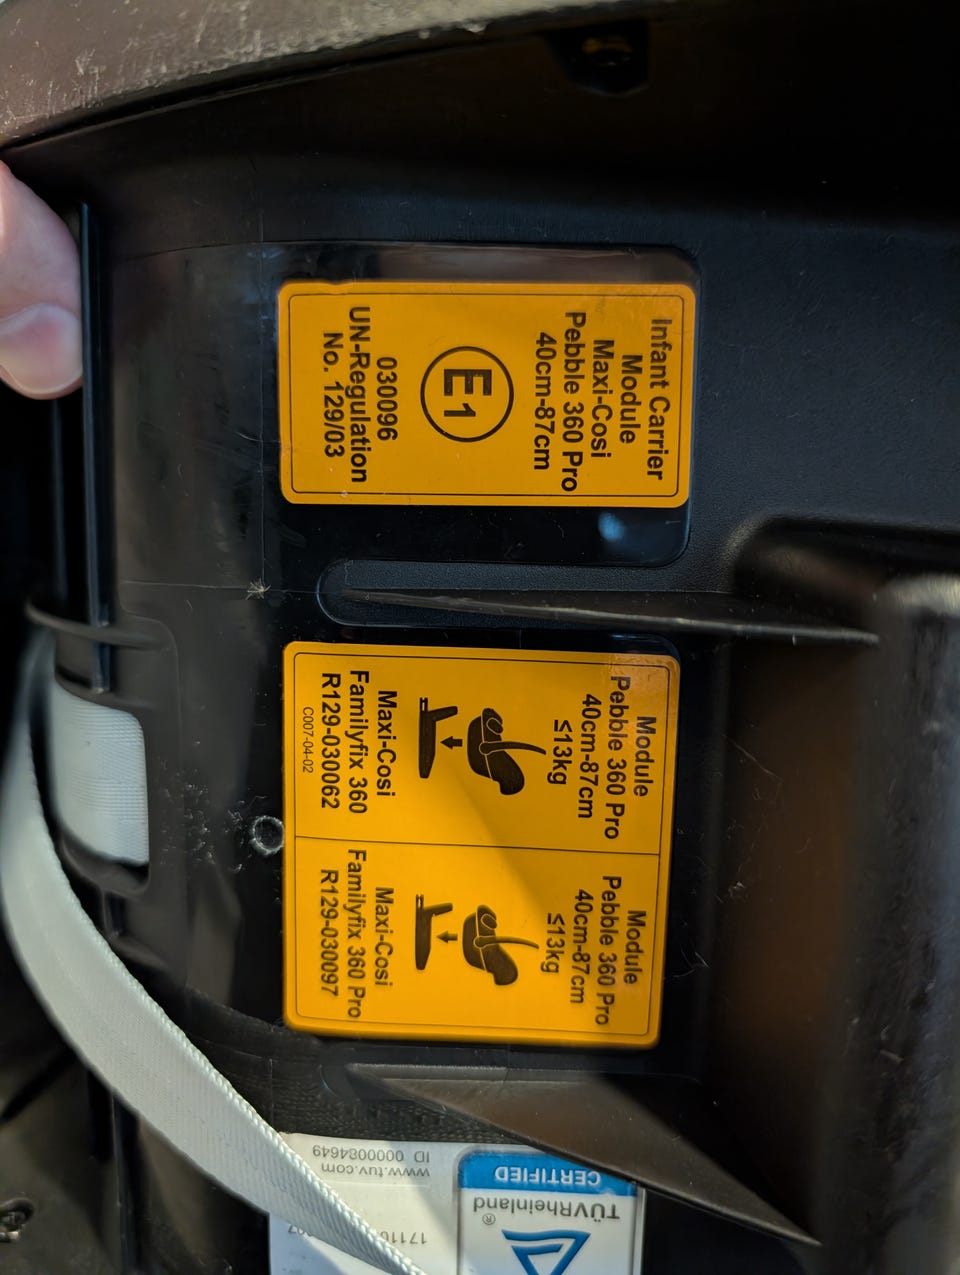 Infant Carrier
Module
Maxi-Cosi
Pebble 360 Pro
40cm-87cm
E1
030096
UN-Regulation
No. 129/03
Module
Pebble 360 Pro
40cm-87cm
≤13kg
Maxi-Cosi
Familyfix 360
R129-030062
C007-04-02
Module
Pebble 360 Pro
40cm-87cm
≤13kg
Maxi-Cosi
Familyfix 360 Pro
R129-030097
TÜVRheinland
®
CERTIFIED
www.tuv.com
ID 0000084649